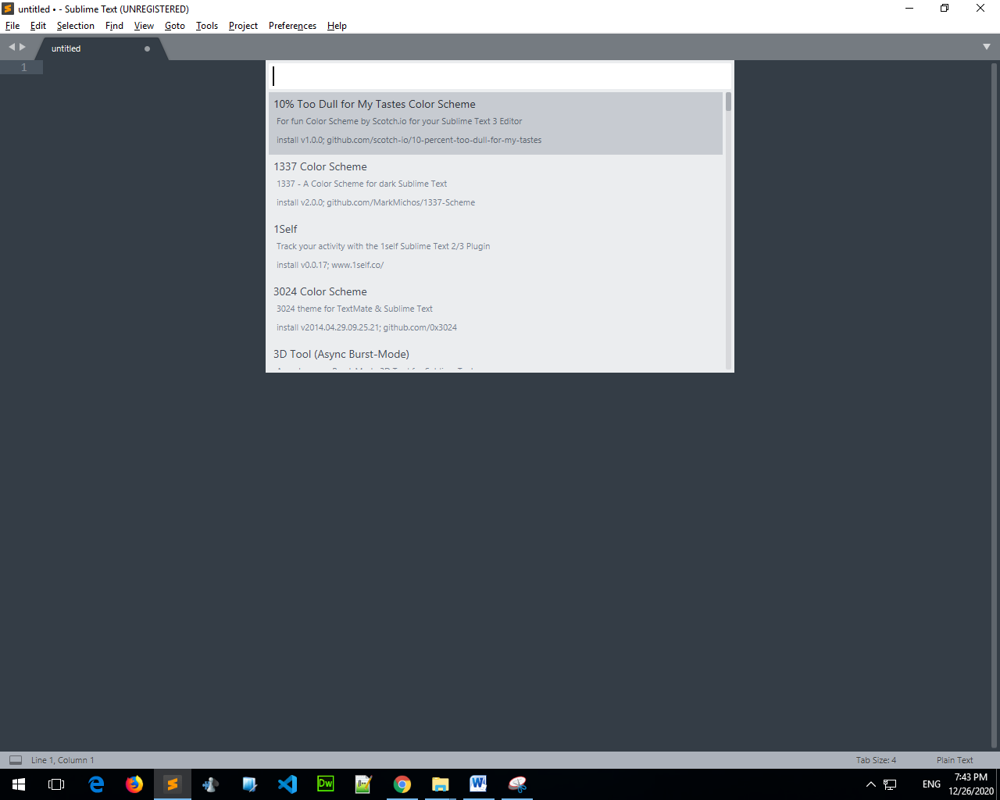 untitled • - Sublime Text (UNREGISTERED)
File Edit Selection Find View Goto Tools Project Preferences Help
untitled
1
10% Too Dull for My Tastes Color Scheme
For fun Color Scheme by Scotch.io for your Sublime Text 3 Editor
install v1.0.0; github.com/scotch-io/10-percent-too-dull-for-my-tastes
1337 Color Scheme
1337 - A Color Scheme for dark Sublime Text
install v2.0.0; github.com/MarkMichos/1337-Scheme
1Self
Track your activity with the 1self Sublime Text 2/3 Plugin
install v0.0.17; www.1self.co/
3024 Color Scheme
3024 theme for TextMate & Sublime Text
install v2014.04.29.09.25.21; github.com/0x3024
3D Tool (Async Burst-Mode)
Line 1, Column 1
Tab Size: 4
Plain Text
Dw
ENG
7:43 PM
12/26/2020